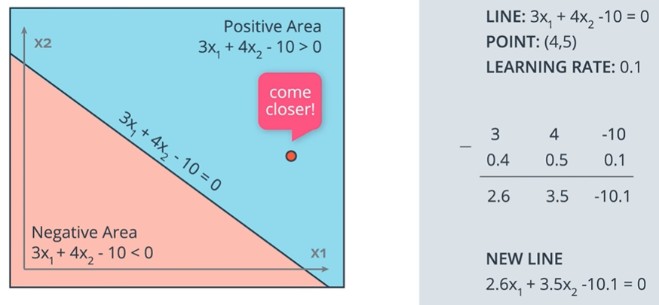 Positive Area
3x₁ + 4x₂ - 10 > 0
X2
come
closer!
3x₁ + 4x₂ - 10 = 0
Negative Area
3x₁ + 4x₂ - 10 < 0
X1
LINE: 3x₁ + 4x₂ -10 = 0
POINT: (4,5)
LEARNING RATE: 0.1
3 4 -10
−
0.4 0.5 0.1
2.6 3.5 -10.1
NEW LINE
2.6x₁ + 3.5x₂ -10.1 = 0